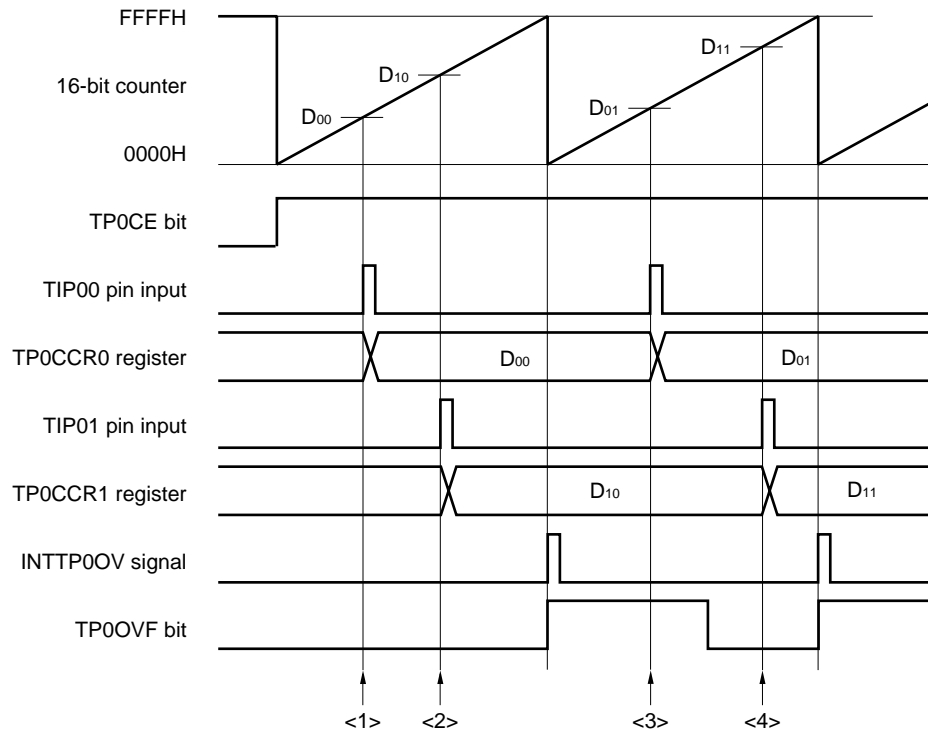 FFFFH
D11
D10
16-bit counter
D00
D01
0000H
TP0CE bit
TIP00 pin input
TP0CCR0 register
D00
D01
TIP01 pin input
TP0CCR1 register
D10
D11
INTTP0OV signal
TP0OVF bit
<1>
<2>
<3>
<4>